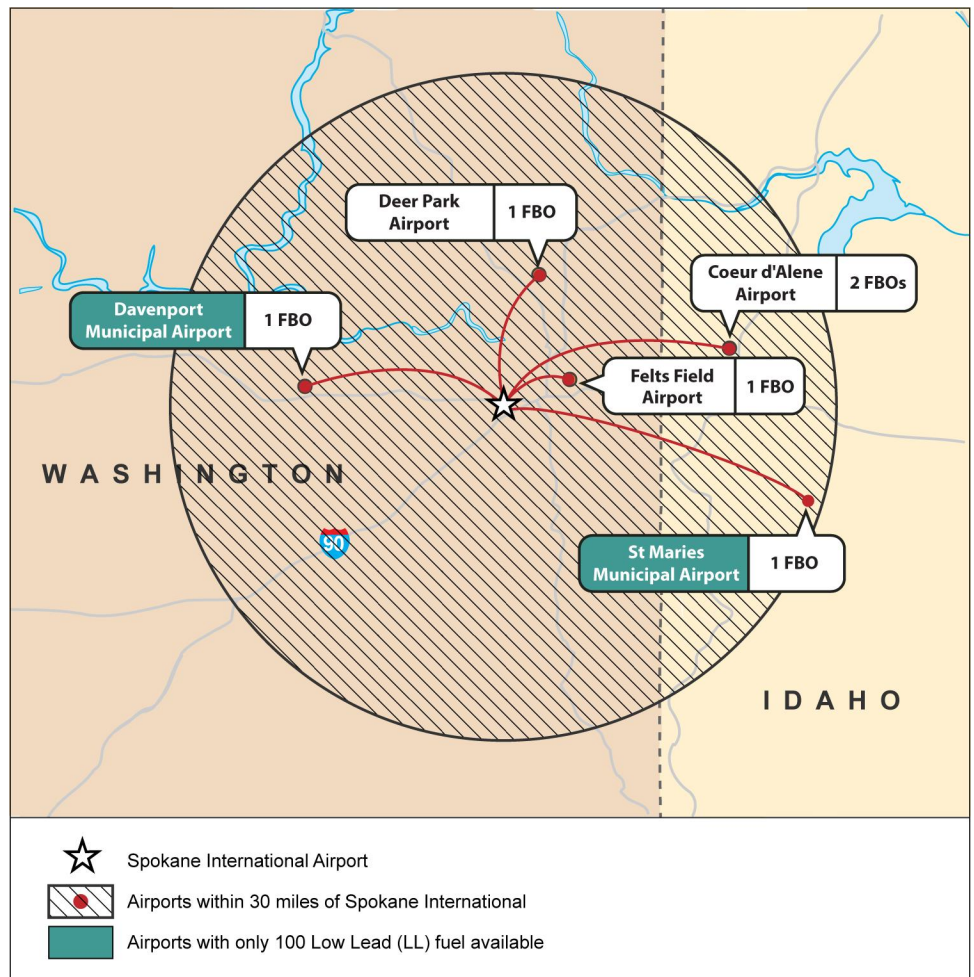 Deer Park
Airport
1 FBO
Coeur d'Alene
Airport
2 FBOs
Davenport
Municipal Airport
1 FBO
Felts Field
Airport
1 FBO
WASHINGTON
90
St Maries
Municipal Airport
1 FBO
IDAHO
Spokane International Airport
Airports within 30 miles of Spokane International
Airports with only 100 Low Lead (LL) fuel available